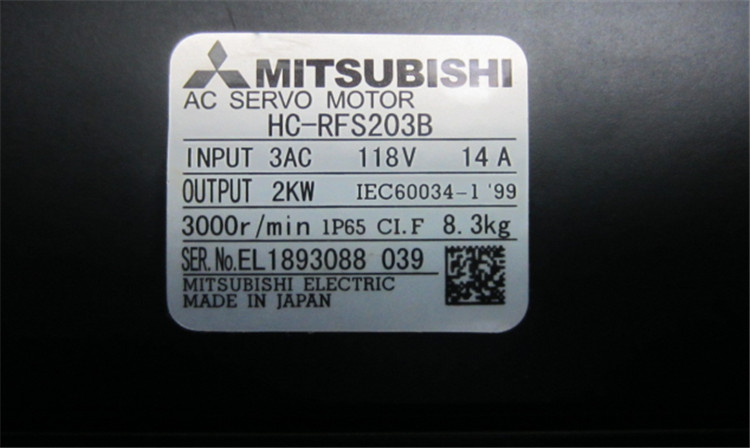 MITSUBISHI
AC SERVO MOTOR
HC-RFS203B
INPUT 3AC 118V 14 A
OUTPUT 2KW IEC60034-1 '99
3000r/min 1P65 CI.F 8.3kg
SER.No.EL1893088 039
MITSUBISHI ELECTRIC
MADE IN JAPAN